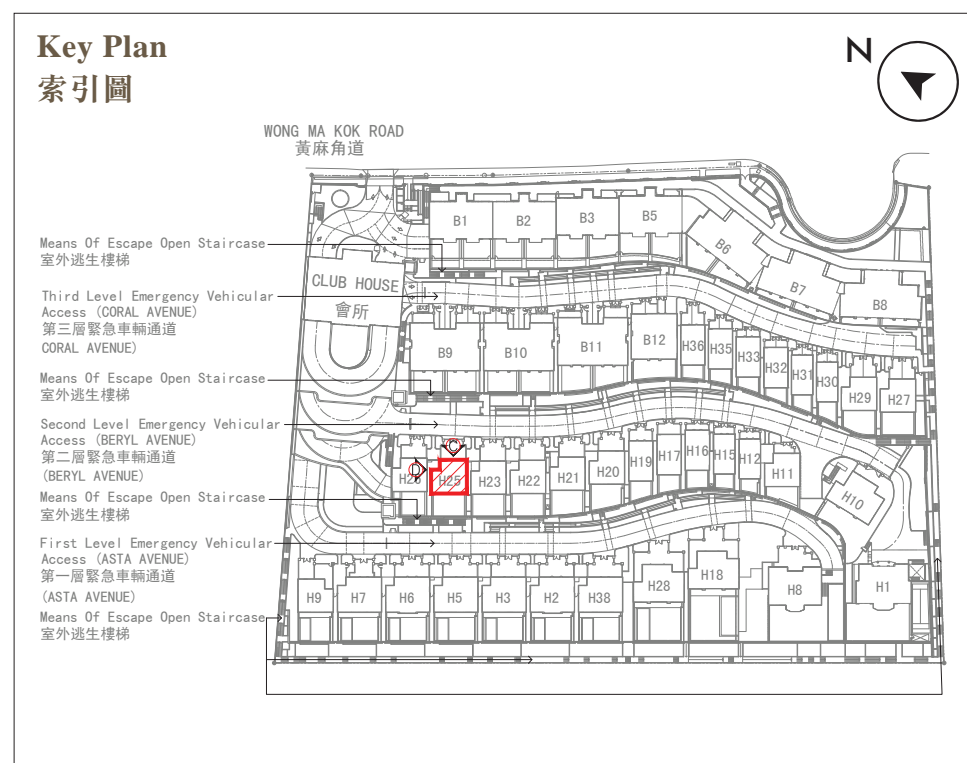 Key Plan
索引圖
N
WONG MA KOK ROAD
黃麻角道
Means Of Escape Open Staircase
室外逃生樓梯
CLUB HOUSE
會所
Third Level Emergency Vehicular
Access (CORAL AVENUE)
第三層緊急車輛通道
CORAL AVENUE)
Means Of Escape Open Staircase
室外逃生樓梯
Second Level Emergency Vehicular
Access (BERYL AVENUE)
第二層緊急車輛通道
(BERYL AVENUE)
Means Of Escape Open Staircase
室外逃生樓梯
First Level Emergency Vehicular
Access (ASTA AVENUE)
第一層緊急車輛通道
(ASTA AVENUE)
Means Of Escape Open Staircase
室外逃生樓梯
B1 B2 B3 B5 B6 B7 B8
B9 B10 B11 B12 H36 H35 H33 H32 H31 H30 H29 H27
C
D
H26 H25 H23 H22 H21 H20 H19 H17 H16 H15 H12 H11 H10
H9 H7 H6 H5 H3 H2 H38 H28 H18 H8 H1